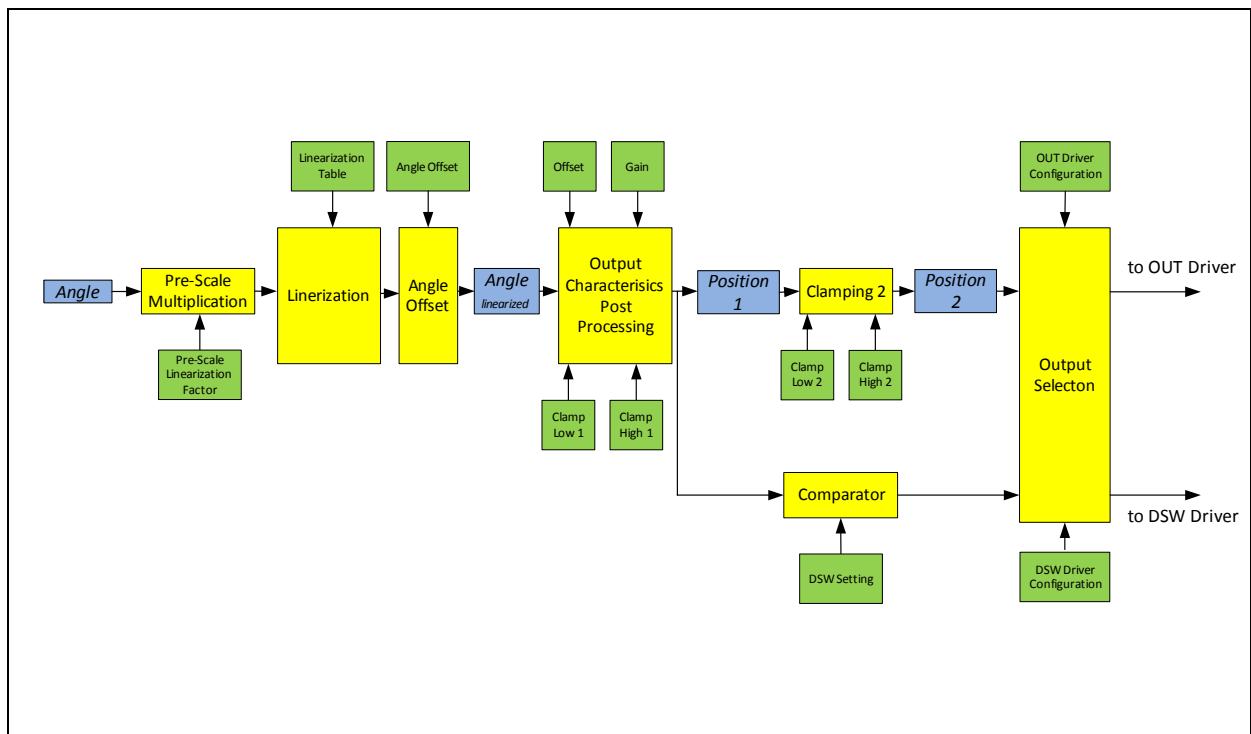 Linearization
Table
Angle Offset
Offset
Gain
OUT Driver
Configuration
Angle
Pre-Scale
Multiplication
Linerization
Angle
Offset
Angle
linearized
Output
Characterisics
Post
Processing
Position
1
Clamping 2
Position
2
to OUT Driver
Pre-Scale
Linearization
Factor
Clamp
Low 1
Clamp
High 1
Clamp
Low 2
Clamp
High 2
Output
Selecton
Comparator
to DSW Driver
DSW Setting
DSW Driver
Configuration